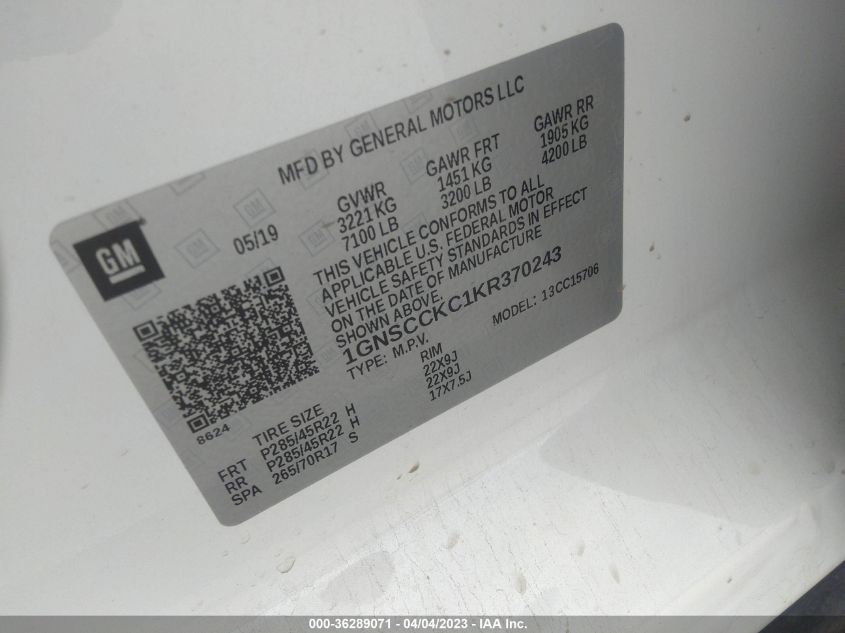 MFD BY GENERAL MOTORS LLC
GM
05/19
GVWR GAWR FRT GAWR RR
3221 KG 1451 KG 1905 KG
7100 LB 3200 LB 4200 LB
THIS VEHICLE CONFORMS TO ALL
APPLICABLE U.S. FEDERAL MOTOR
VEHICLE SAFETY STANDARDS IN EFFECT
ON THE DATE OF MANUFACTURE
SHOWN ABOVE.
1GNSCCKC1KR370243
TYPE: M.P.V. MODEL: 13CC15706
8624
TIRE SIZE RIM
FRT P285/45R22 H 22X9J
RR P285/45R22 H 22X9J
SPA 265/70R17 S 17X7.5J
000-36289071 - 04/04/2023 - IAA Inc.